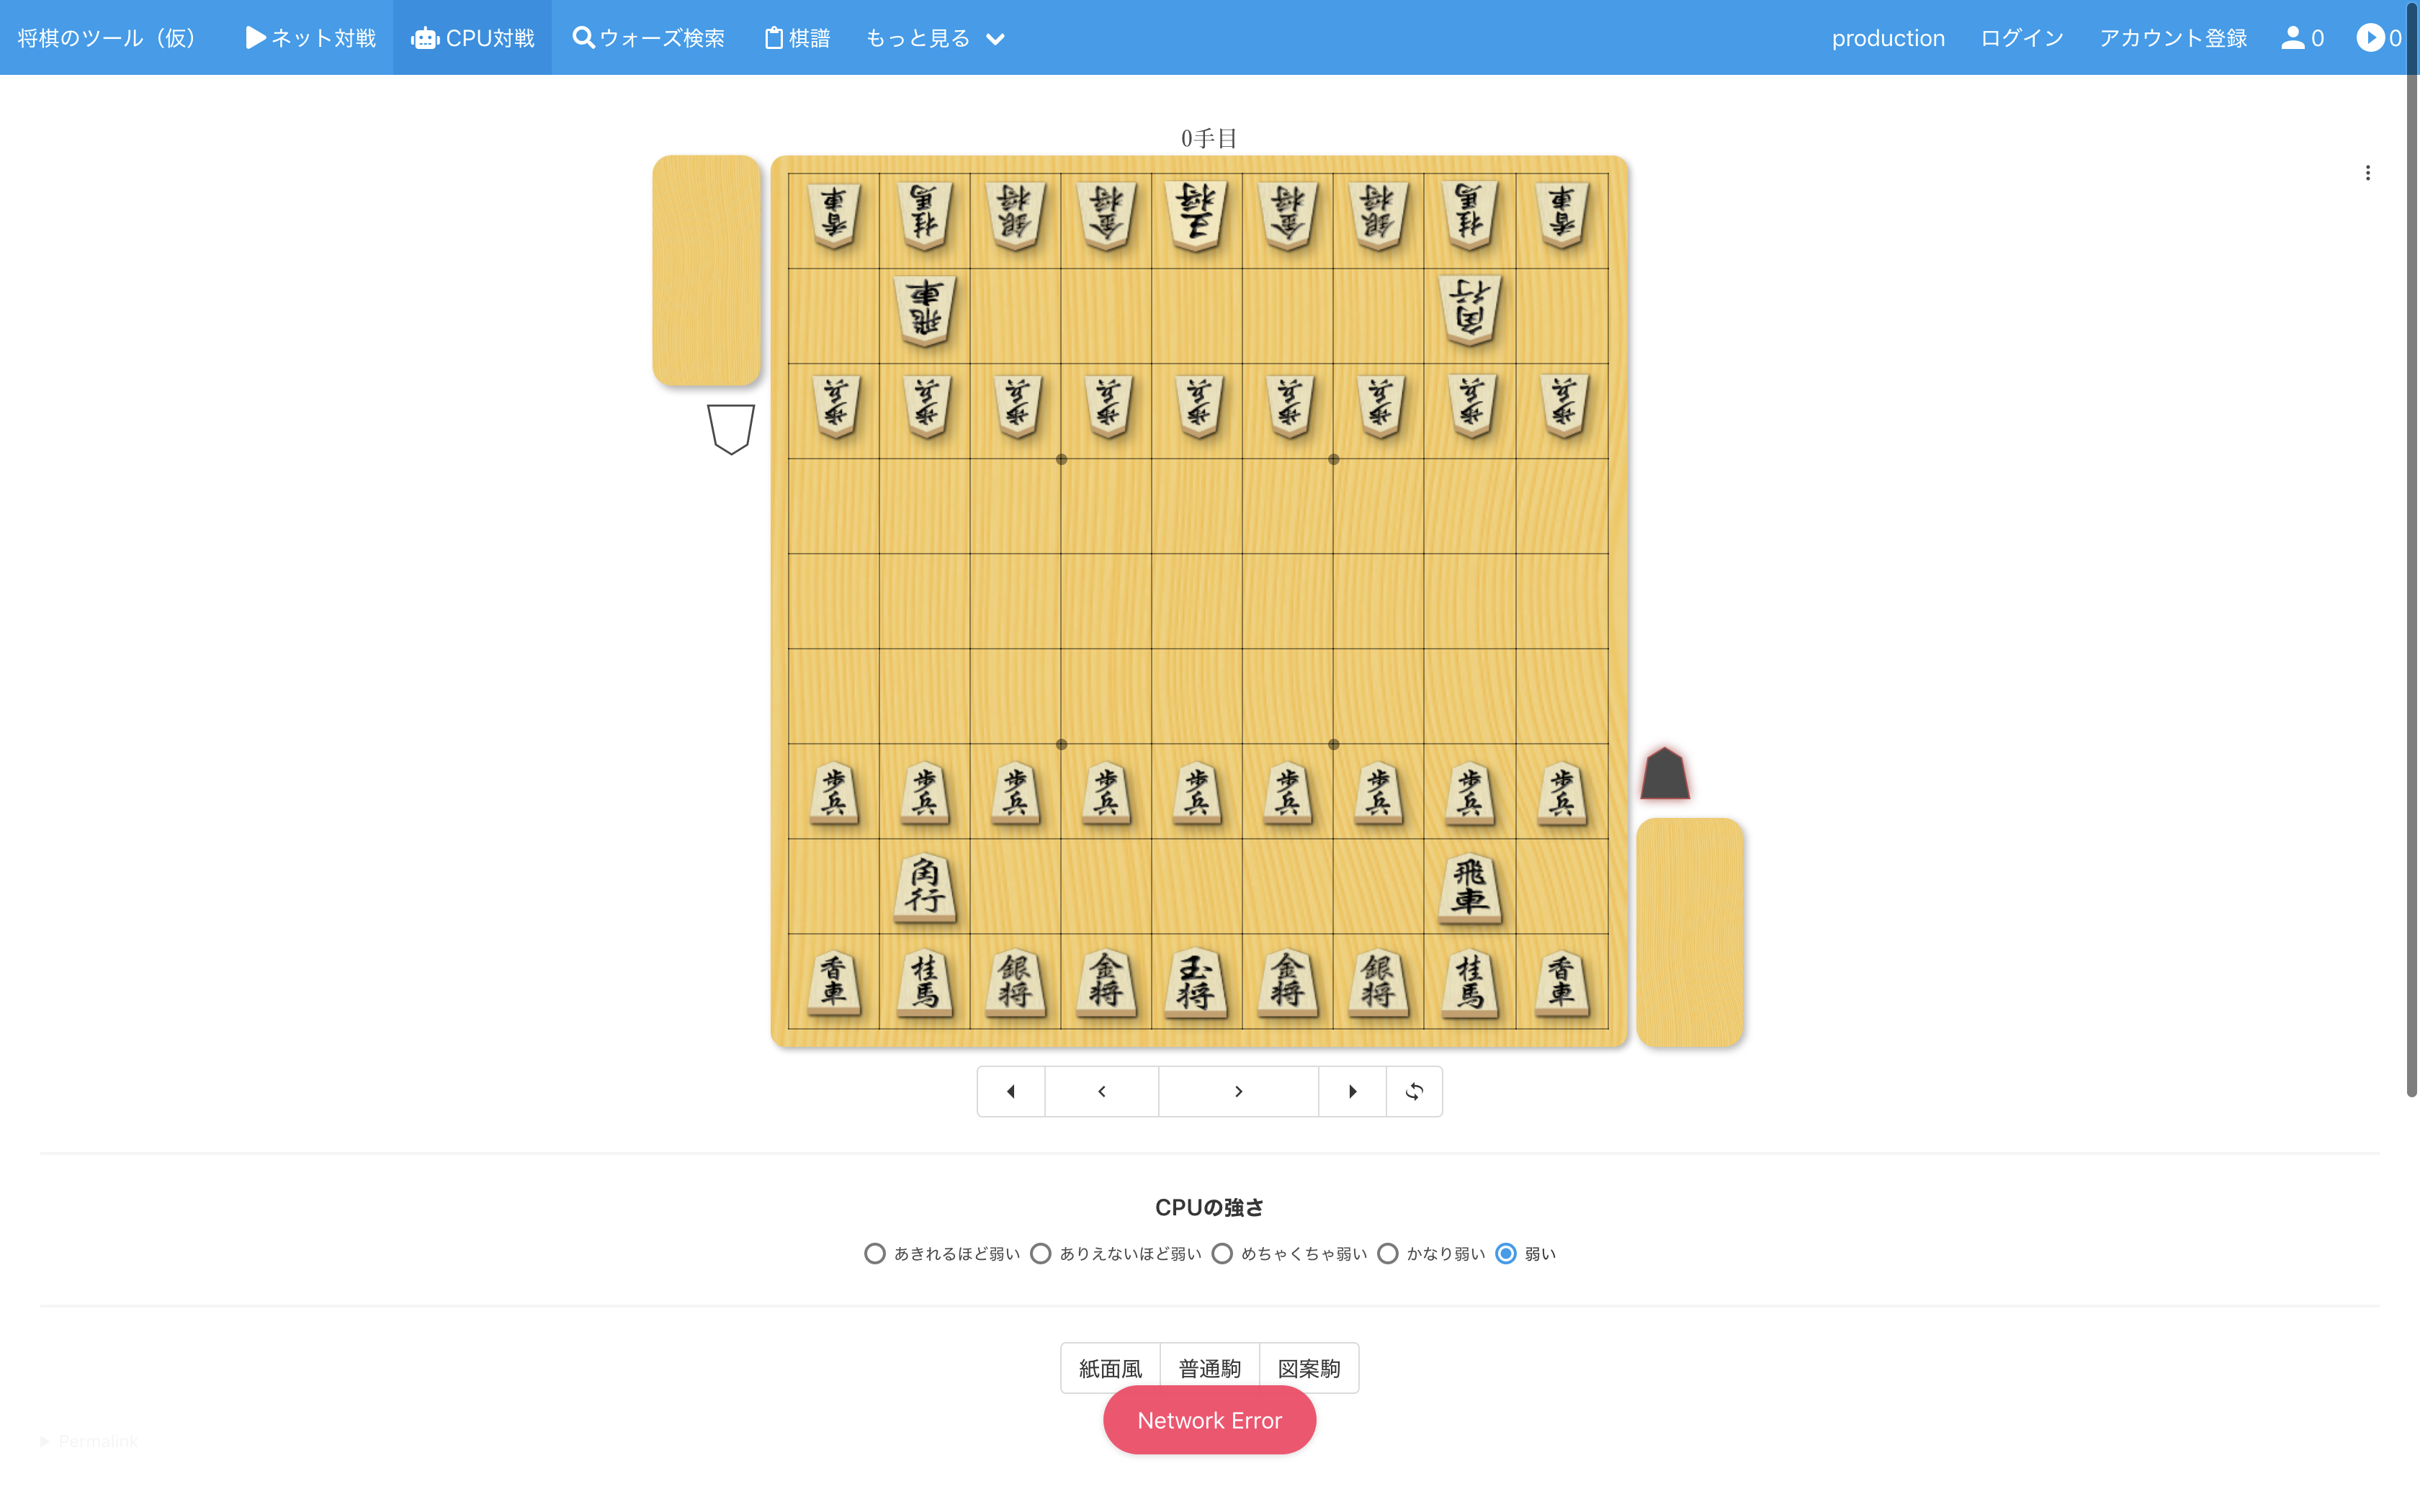 将棋のツール（仮） ネット対戦 CPU対戦 ウォーズ検索 棋譜 もっと見る production ログイン アカウント登録 0 0
0手目
香車 桂馬 銀将 金将 王将 金将 銀将 桂馬 香車
飛車 角行
歩兵 歩兵 歩兵 歩兵 歩兵 歩兵 歩兵 歩兵 歩兵
歩兵 歩兵 歩兵 歩兵 歩兵 歩兵 歩兵 歩兵 歩兵
角行 飛車
香車 桂馬 銀将 金将 玉将 金将 銀将 桂馬 香車
CPUの強さ
あきれるほど弱い ありえないほど弱い めちゃくちゃ弱い かなり弱い 弱い
紙面風 普通駒 図案駒
Network Error
Permalink